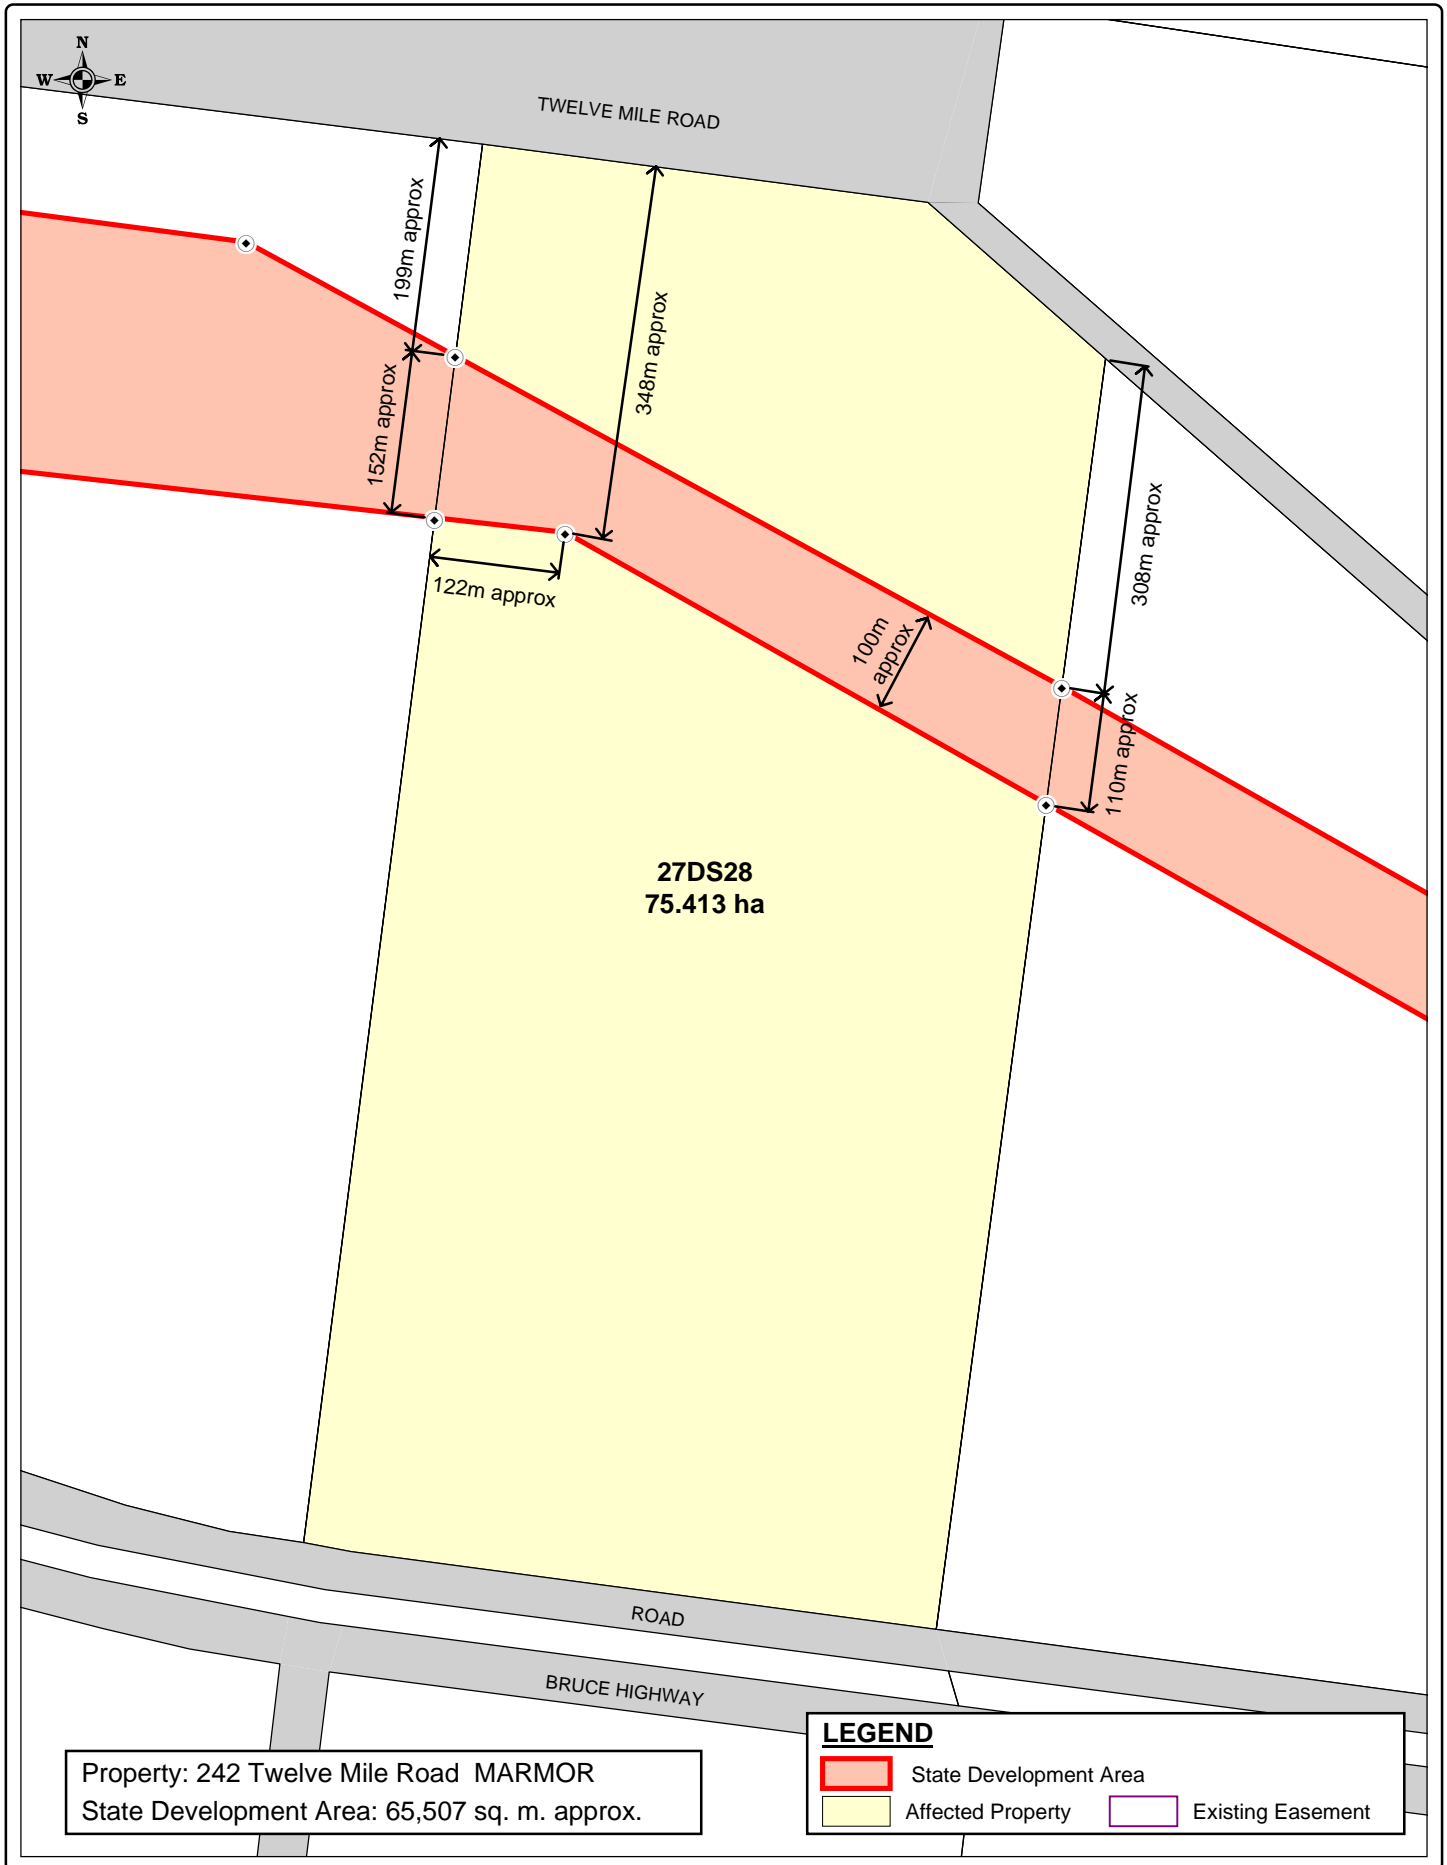 N
W E
S
TWELVE MILE ROAD
199m approx
348m approx
152m approx
308m approx
122m approx
100m
approx
110m approx
27DS28
75.413 ha
ROAD
BRUCE HIGHWAY
Property: 242 Twelve Mile Road MARMOR
State Development Area: 65,507 sq. m. approx.
LEGEND
State Development Area
Affected Property Existing Easement